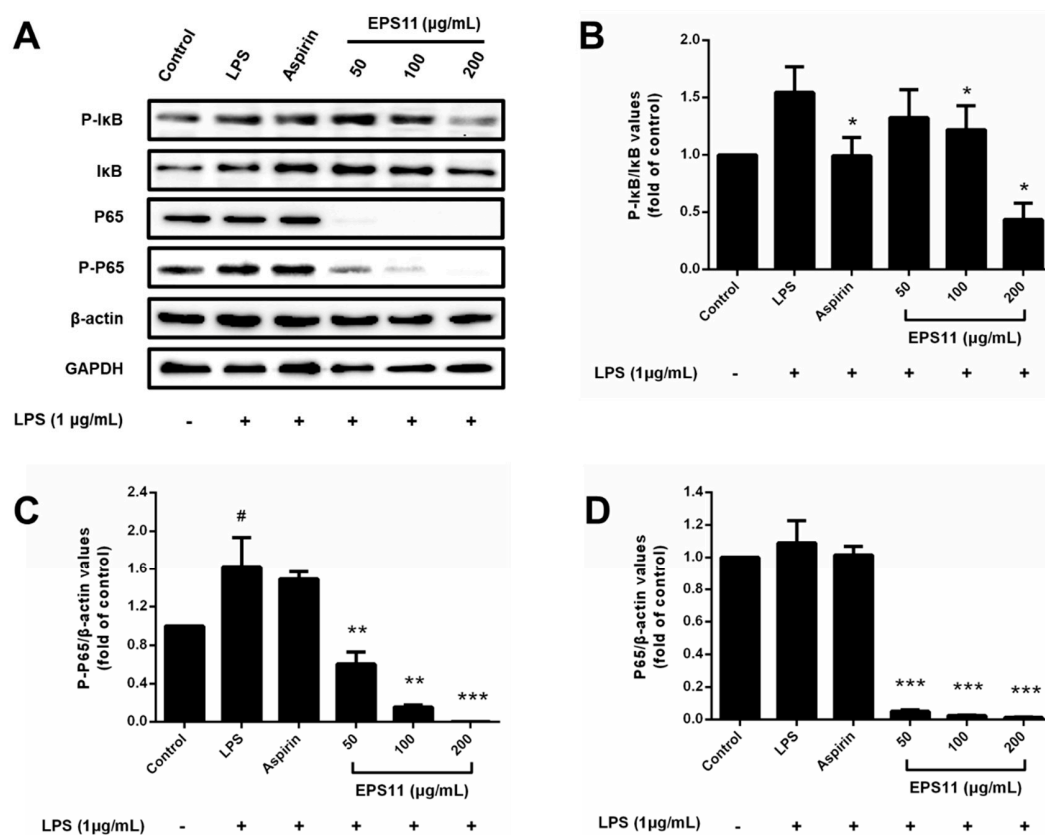 A
Control
LPS
Aspirin
EPS11 (μg/mL)
50
100
200
P-IκB
IκB
P65
P-P65
β-actin
GAPDH
LPS (1 μg/mL) - + + + + +
B
P-IκB/IκB values
(fold of control)
2.0
1.5
1.0
0.5
0.0
* * *
Control LPS Aspirin 50 100 200
EPS11 (μg/mL)
LPS (1μg/mL) - + + + + +
C
P-P65/β-actin values
(fold of control)
2.4
2.0
1.6
1.2
0.8
0.4
0.0
# ** ** ***
Control LPS Aspirin 50 100 200
EPS11 (μg/mL)
LPS (1μg/mL) - + + + + +
D
P65/β-actin values
(fold of control)
1.4
1.2
1.0
0.8
0.6
0.4
0.2
0.0
*** *** ***
Control LPS Aspirin 50 100 200
EPS11 (μg/mL)
LPS (1μg/mL) - + + + + +